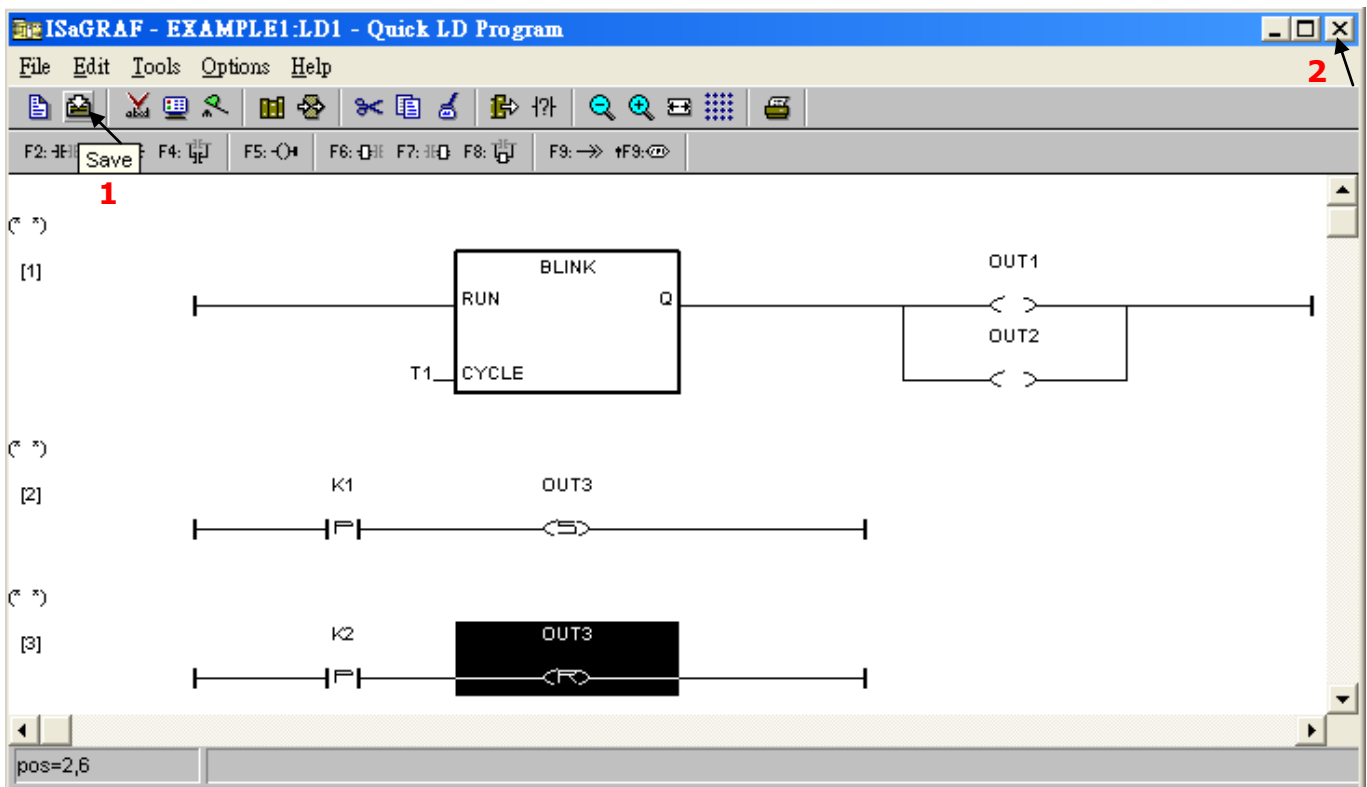 ISaGRAF - EXAMPLE1:LD1 - Quick LD Program
File Edit Tools Options Help
2
F2: F4: F5: F6: F7: F8: F9: F9:
Save
1
(* *)
[1]
BLINK
OUT1
RUN Q
OUT2
T1 CYCLE
(* *)
[2]
K1 OUT3
P S
(* *)
[3]
K2 OUT3
P R
pos=2,6